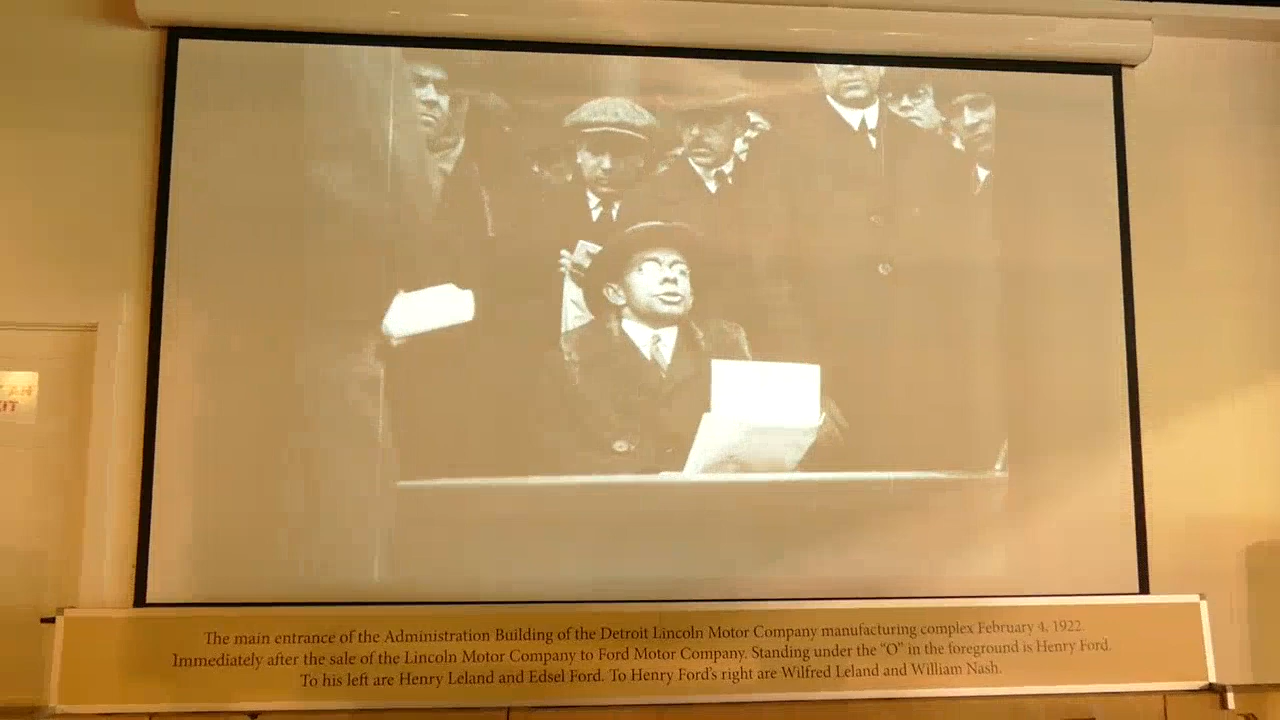 The main entrance of the Administration Building of the Detroit Lincoln Motor Company manufacturing complex February 4, 1922.
Immediately after the sale of the Lincoln Motor Company to Ford Motor Company. Standing under the "O" in the foreground is Henry Ford.
To his left are Henry Leland and Edsel Ford. To Henry Ford's right are Wilfred Leland and William Nash.